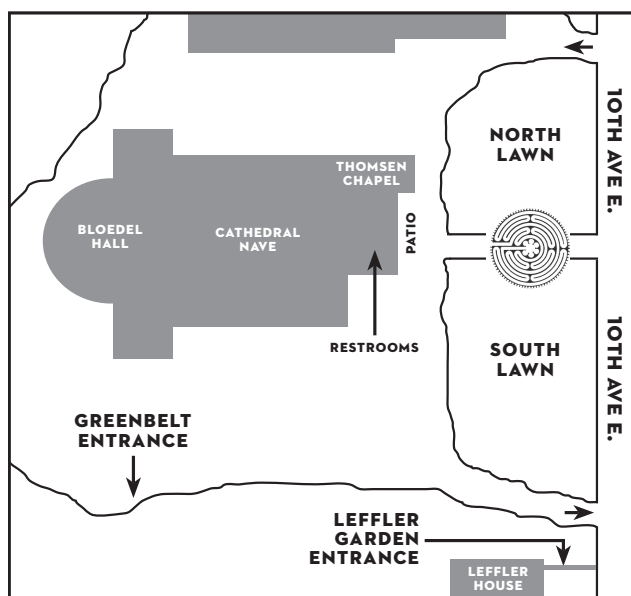 10TH AVE E.
NORTH
LAWN
THOMSEN
CHAPEL
BLOEDEL
HALL
CATHEDRAL
NAVE
PATIO
RESTROOMS
SOUTH
LAWN
10TH AVE E.
GREENBELT
ENTRANCE
LEFFLER
GARDEN
ENTRANCE
LEFFLER
HOUSE